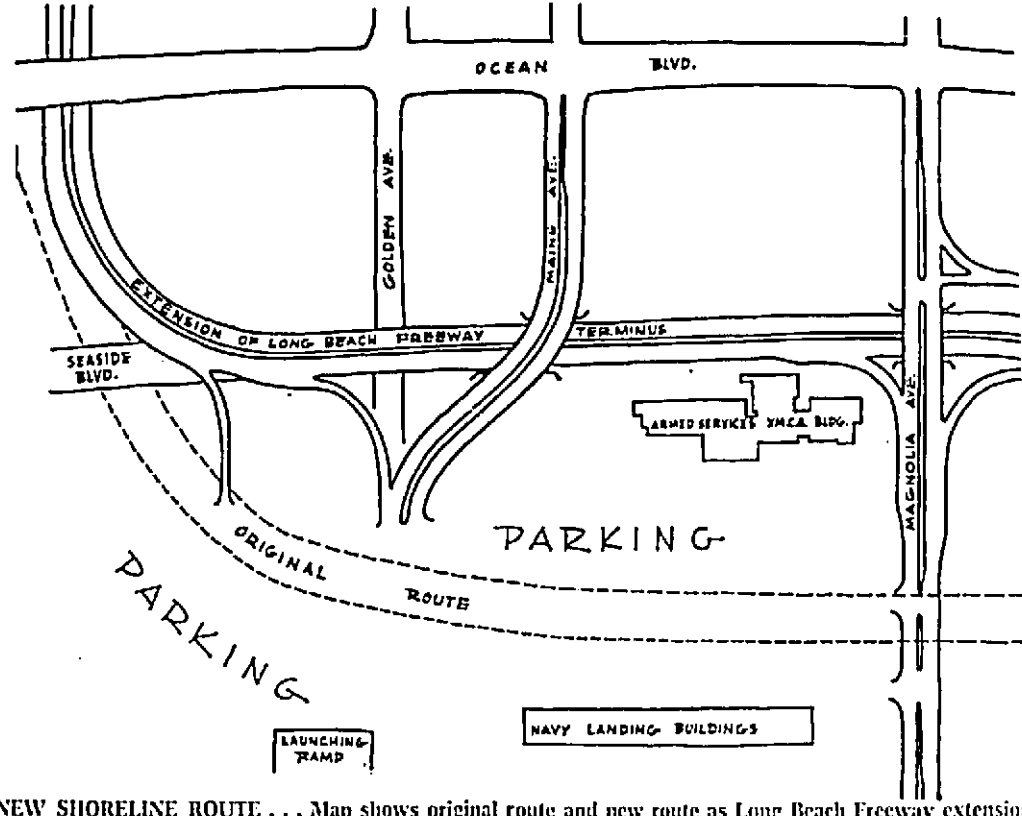 OCEAN BLVD.
GOLDEN AVE.
MAINE AVE.
EXTENSION OF LONG BEACH FREEWAY TERMINUS
SEASIDE
BLVD.
ARMED SERVICES Y.M.C.A. BLDG.
MAGNOLIA AVE.
PARKING
ORIGINAL ROUTE
PARKING
NAVY LANDING BUILDINGS
LAUNCHING
RAMP
NEW SHORELINE ROUTE . . . Map shows original route and new route as Long Beach Freeway extensio